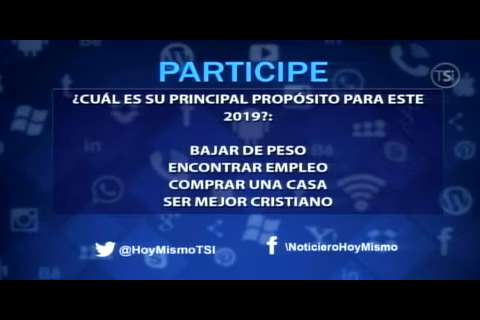 PARTICIPE
TSI
¿CUÁL ES SU PRINCIPAL PROPÓSITO PARA ESTE
2019?:
BAJAR DE PESO
ENCONTRAR EMPLEO
COMPRAR UNA CASA
SER MEJOR CRISTIANO
@HoyMismoTSI
\NoticieroHoyMismo